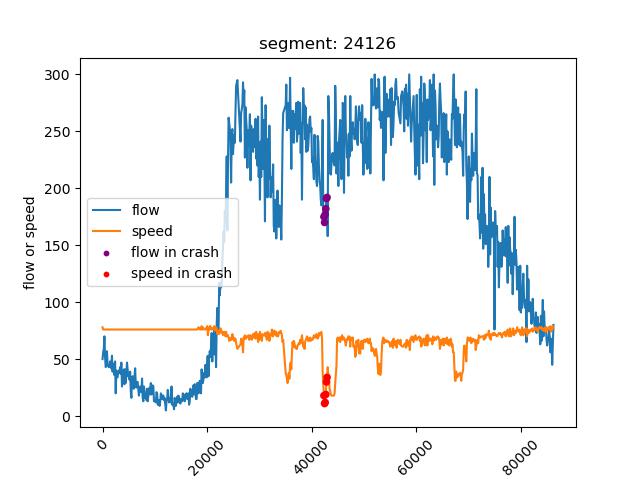 segment: 24126
300
250
200
150
100
50
0
flow or speed
flow
speed
flow in crash
speed in crash
0
20000
40000
60000
80000